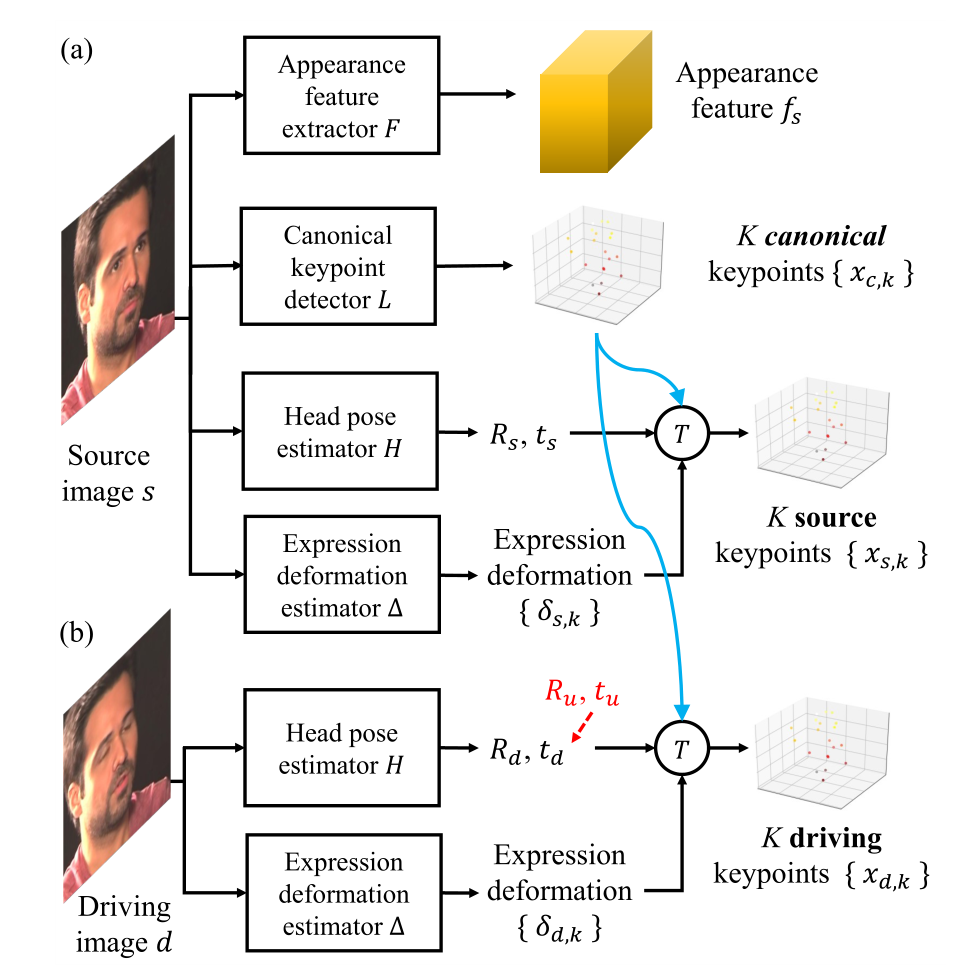 (a)
Appearance
feature
extractor F
Appearance
feature fₛ
Canonical
keypoint
detector L
K canonical
keypoints { x_{c,k} }
Head pose
estimator H
R_s, t_s
T
Source
image s
K source
keypoints { x_{s,k} }
Expression
deformation
estimator Δ
Expression
deformation
{ δ_{s,k} }
(b)
R_u, t_u
Head pose
estimator H
R_d, t_d
T
K driving
keypoints { x_{d,k} }
Expression
deformation
estimator Δ
Expression
deformation
{ δ_{d,k} }
Driving
image d